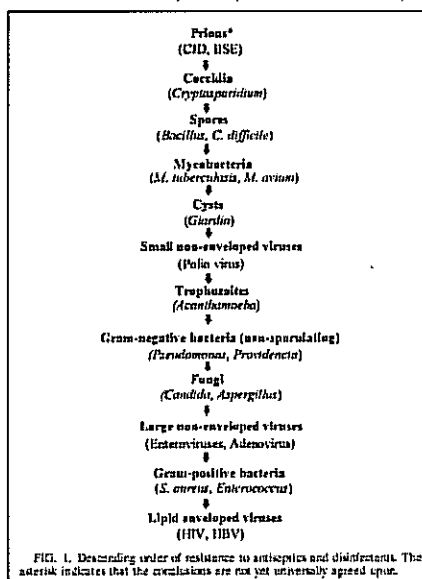 Prions*
(CJD, BSE)
Coccidia
(Cryptosporidium)
Spores
(Bacillus, C. difficile)
Mycobacteria
(M. tuberculosis, M. avium)
Cysts
(Giardia)
Small non-enveloped viruses
(Polio virus)
Trophozoites
(Acanthamoeba)
Gram-negative bacteria (non-sporulating)
(Pseudomonas, Providencia)
Fungi
(Candida, Aspergillus)
Large non-enveloped viruses
(Enteroviruses, Adenovirus)
Gram-positive bacteria
(S. aureus, Enterococcus)
Lipid enveloped viruses
(HIV, HBV)
FIG. 1. Descending order of resistance to antiseptics and disinfectants. The
asterisk indicates that the conclusions are not yet universally agreed upon.